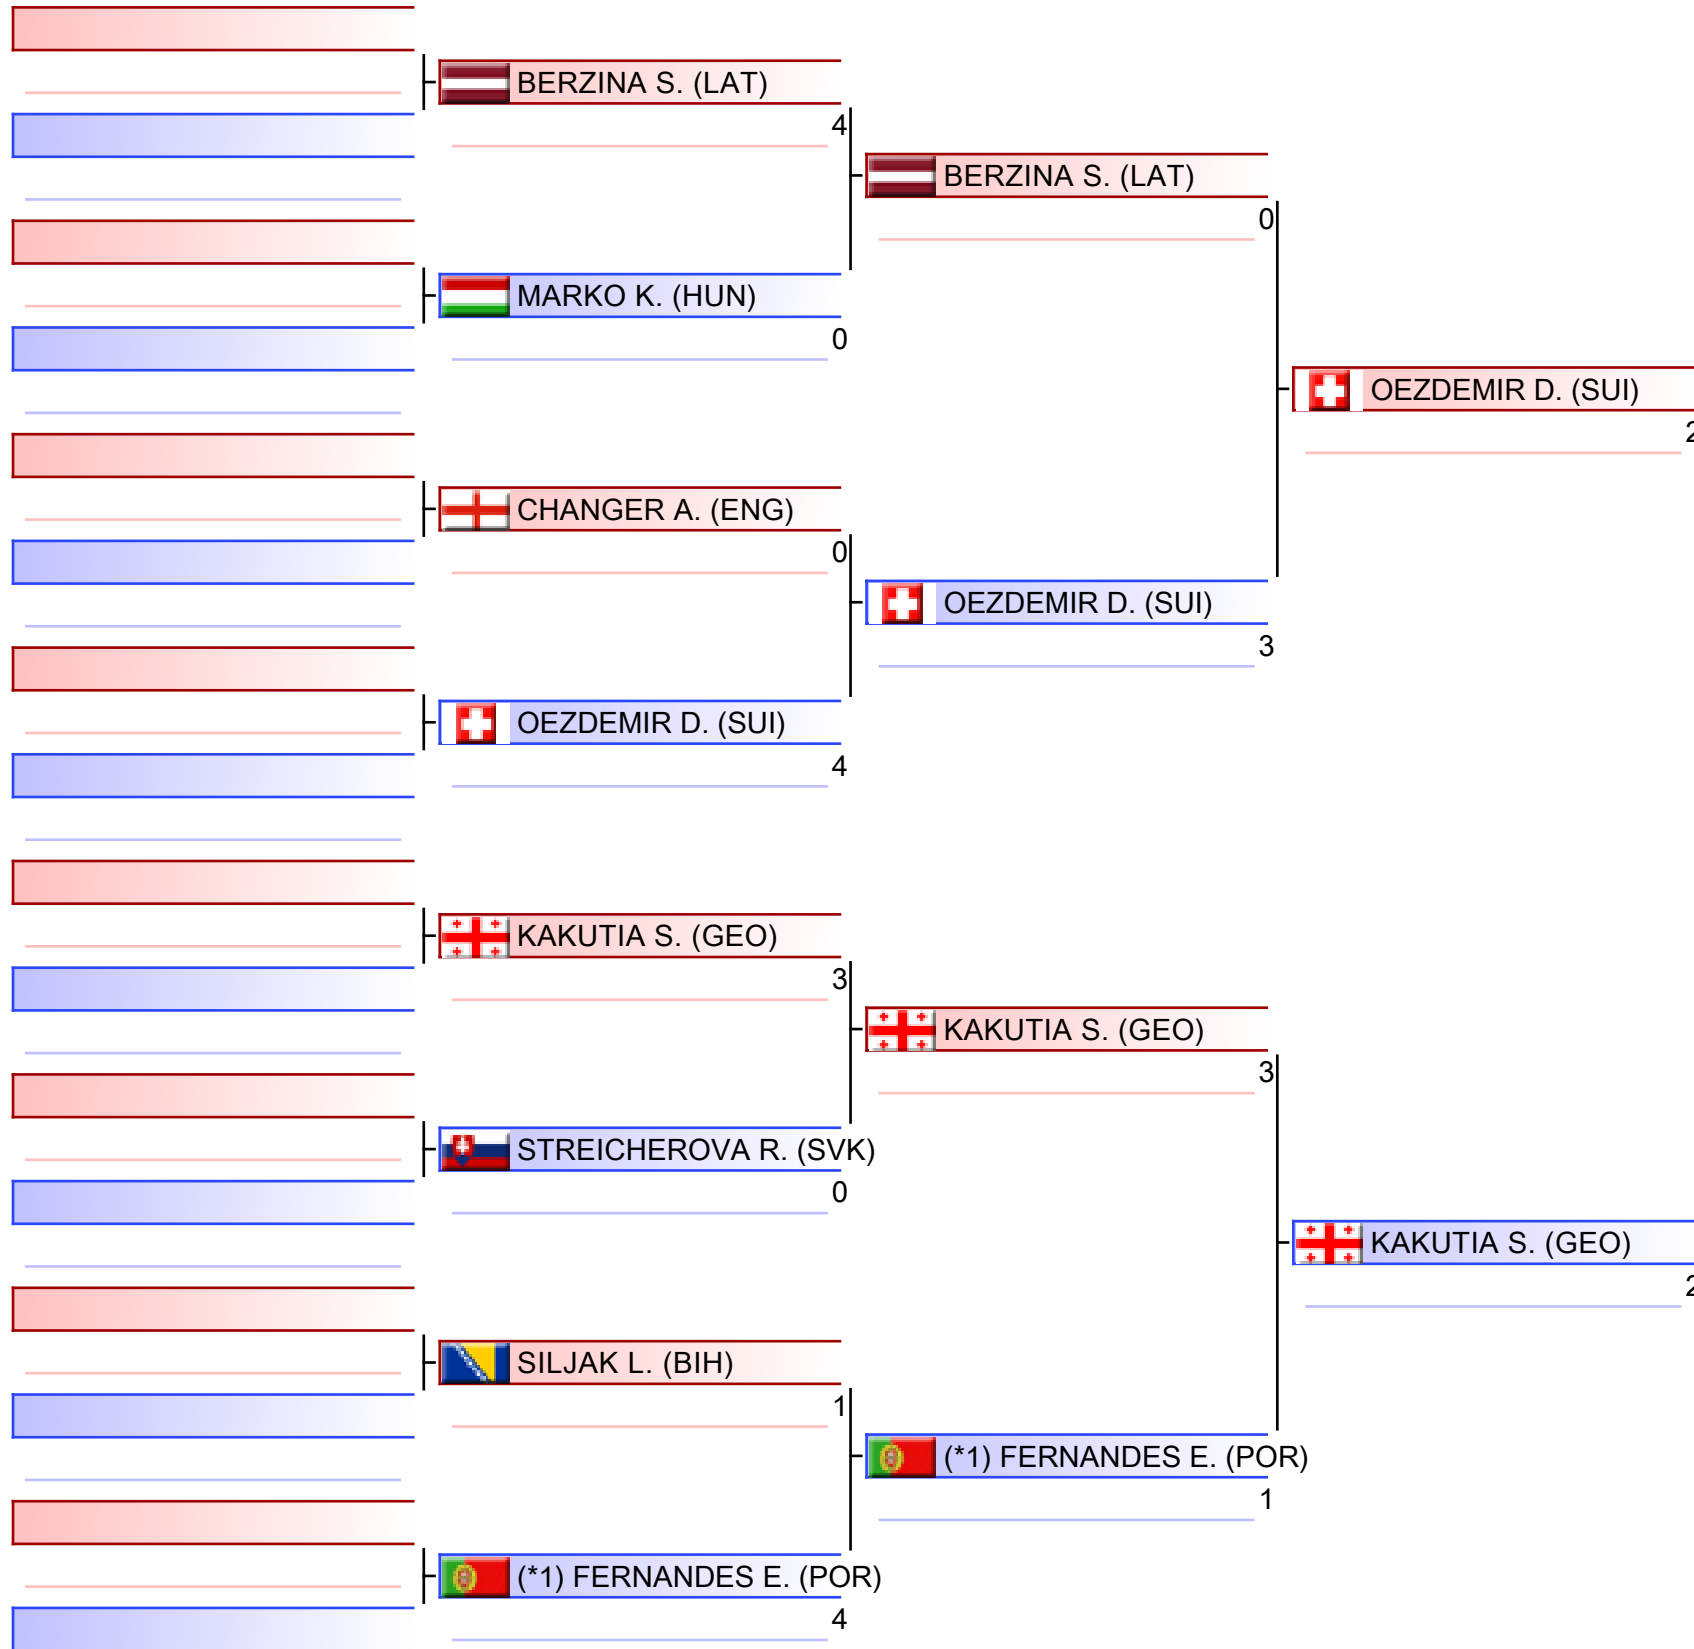 BERZINA S. (LAT)
4
BERZINA S. (LAT)
0
MARKO K. (HUN)
0
OEZDEMIR D. (SUI)
2
CHANGER A. (ENG)
0
OEZDEMIR D. (SUI)
3
OEZDEMIR D. (SUI)
4
KAKUTIA S. (GEO)
3
KAKUTIA S. (GEO)
3
STREICHEROVA R. (SVK)
0
KAKUTIA S. (GEO)
2
SILJAK L. (BIH)
1
(*1) FERNANDES E. (POR)
1
(*1) FERNANDES E. (POR)
4